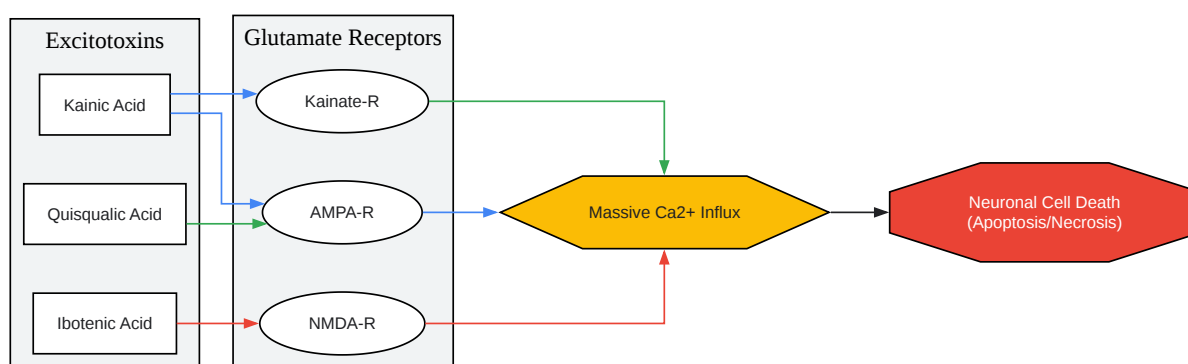 Excitotoxins
Glutamate Receptors
Kainic Acid
Kainate-R
Quisqualic Acid
AMPA-R
Massive Ca2+ Influx
Neuronal Cell Death
(Apoptosis/Necrosis)
Ibotenic Acid
NMDA-R